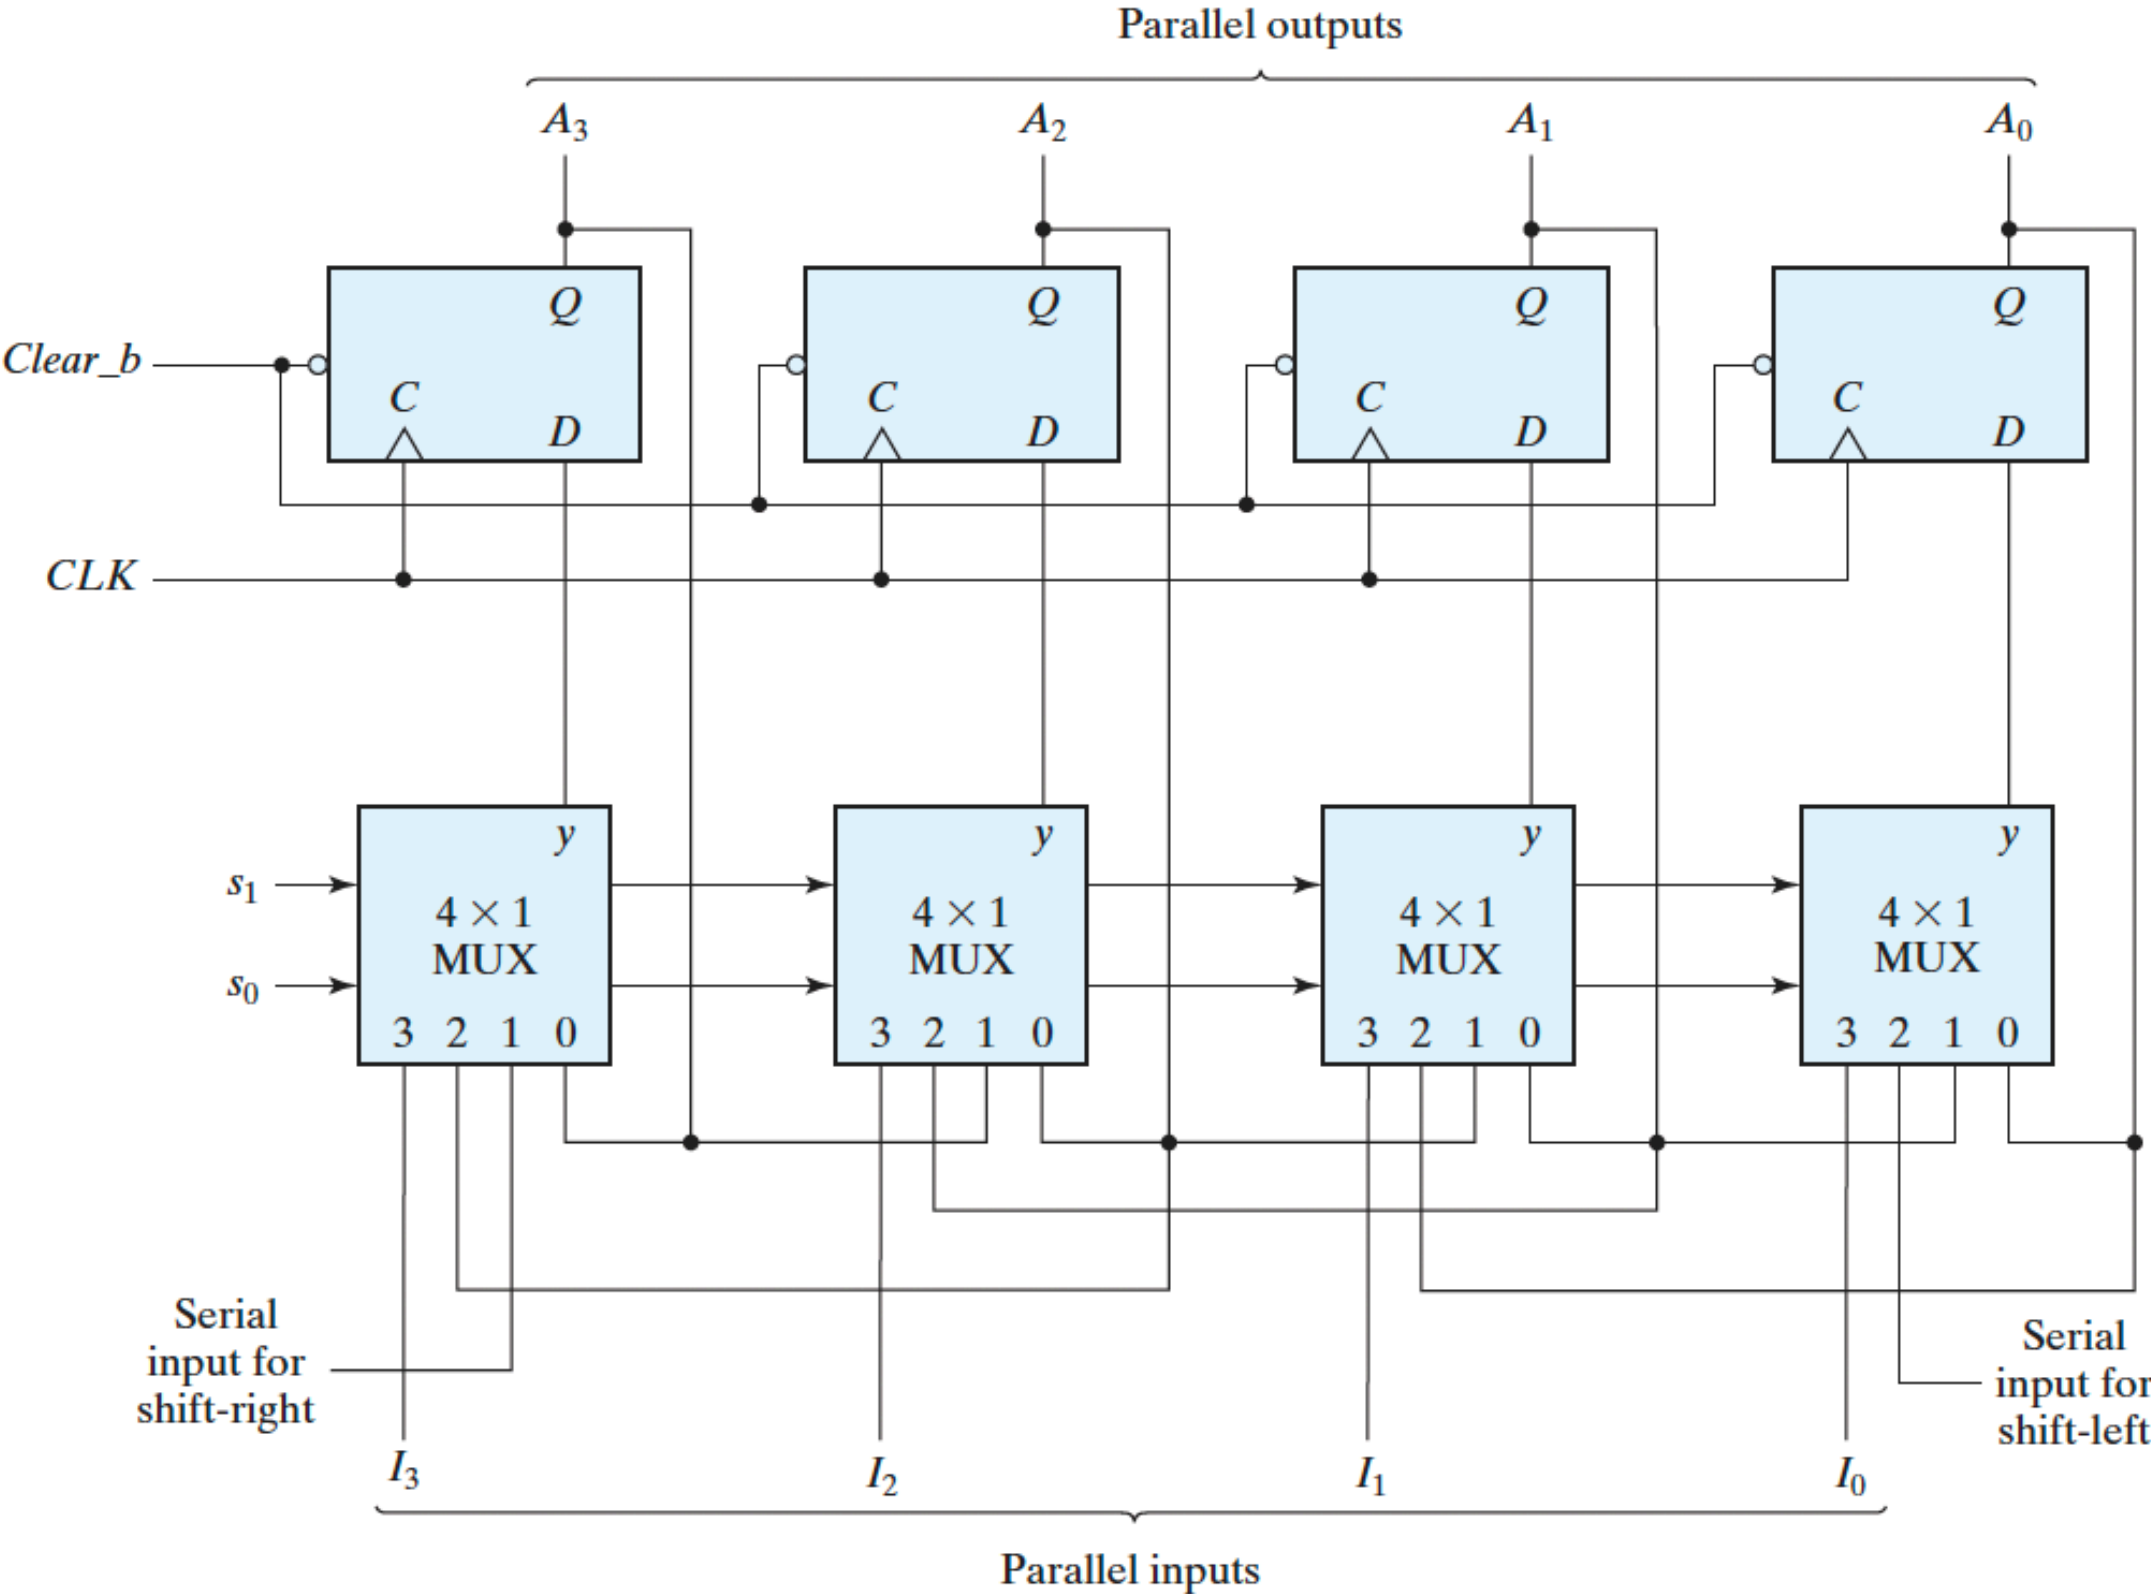 Parallel outputs
A3 A2 A1 A0
Q Q Q Q
Clear_b
C C C C
D D D D
CLK
y y y y
s1
4 × 1 4 × 1 4 × 1 4 × 1
MUX MUX MUX MUX
s0
3 2 1 0 3 2 1 0 3 2 1 0 3 2 1 0
Serial
input for
shift-right
Serial
input for
shift-left
I3 I2 I1 I0
Parallel inputs